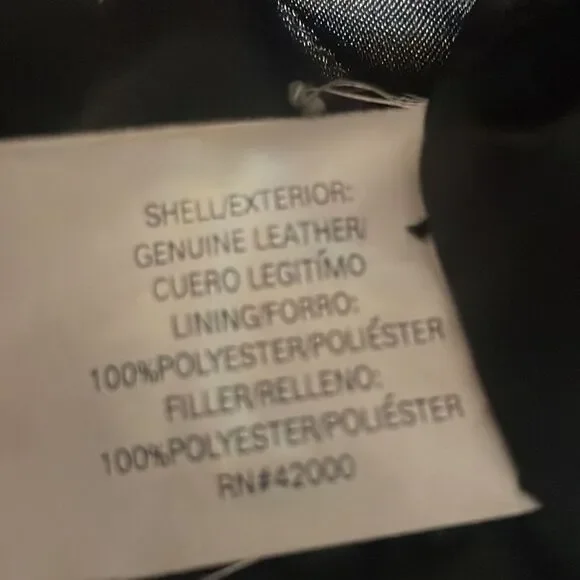 SHELL/EXTERIOR:
GENUINE LEATHER/
CUERO LEGITÍMO
LINING/FORRO:
100%POLYESTER/POLIÉSTER
FILLER/RELLENO:
100%POLYESTER/POLIÉSTER
RN#42000